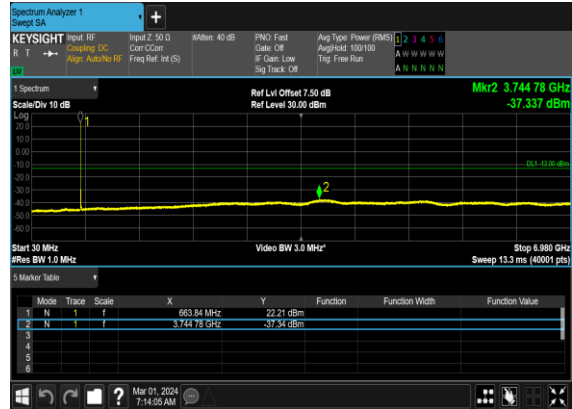 Spectrum Analyzer 1
Swept SA
+
KEYSIGHT Input: RF Input Z: 50 Ω #Atten: 40 dB PNO: Fast Avg Type: Power (RMS) 1 2 3 4 5 6
R T Coupling: DC Corr CCorr Gate: Off Avg|Hold: 100/100 A W W W W W
Align: Auto/No RF Freq Ref: Int (S) IF Gain: Low Trig: Free Run
Sig Track: Off A N N N N N
1 Spectrum
Ref Lvl Offset 7.50 dB Mkr2 3.744 78 GHz
Scale/Div 10 dB Ref Level 30.00 dBm -37.337 dBm
Log
20.0
10.0
0.00
-10.0
-20.0
-30.0
-40.0
-50.0
-60.0
1
2
DL1 -13.00 dBm
Start 30 MHz Video BW 3.0 MHz* Stop 6.980 GHz
#Res BW 1.0 MHz Sweep 13.3 ms (40001 pts)
5 Marker Table
Mode Trace Scale X Y Function Function Width Function Value
1 N 1 f 663.84 MHz 22.21 dBm
2 N 1 f 3.744 78 GHz -37.34 dBm
3
4
5
6
?
Mar 01, 2024
7:14:05 AM